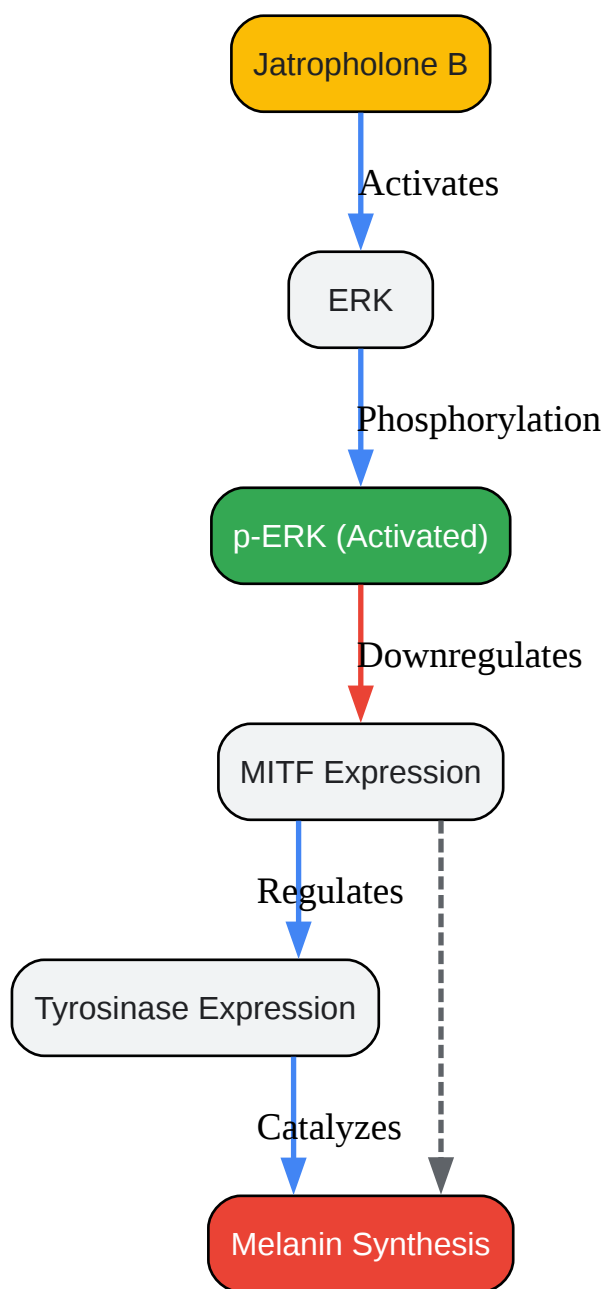 Jatropholone B
Activates
ERK
Phosphorylation
p-ERK (Activated)
Downregulates
MITF Expression
Regulates
Tyrosinase Expression
Catalyzes
Melanin Synthesis